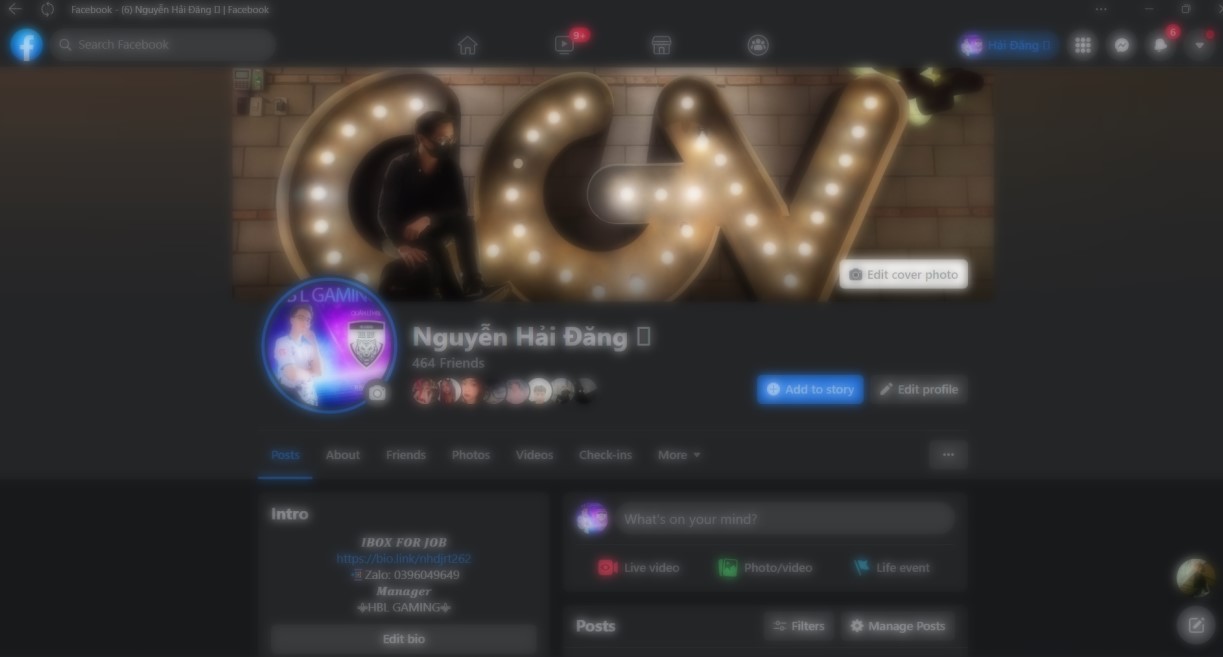 Facebook - (6) Nguyễn Hải Đăng | Facebook
Search Facebook
9+
Hải Đăng
6
CGV
Edit cover photo
GAMIN
Nguyễn Hải Đăng
464 Friends
Add to story
Edit profile
Posts
About
Friends
Photos
Videos
Check-ins
More
Intro
IBOX FOR JOB
https://bio.link/nhdjrt262
Zalo: 0396049649
Manager
HBL GAMING
Edit bio
What's on your mind?
Live video
Photo/video
Life event
Posts
Filters
Manage Posts